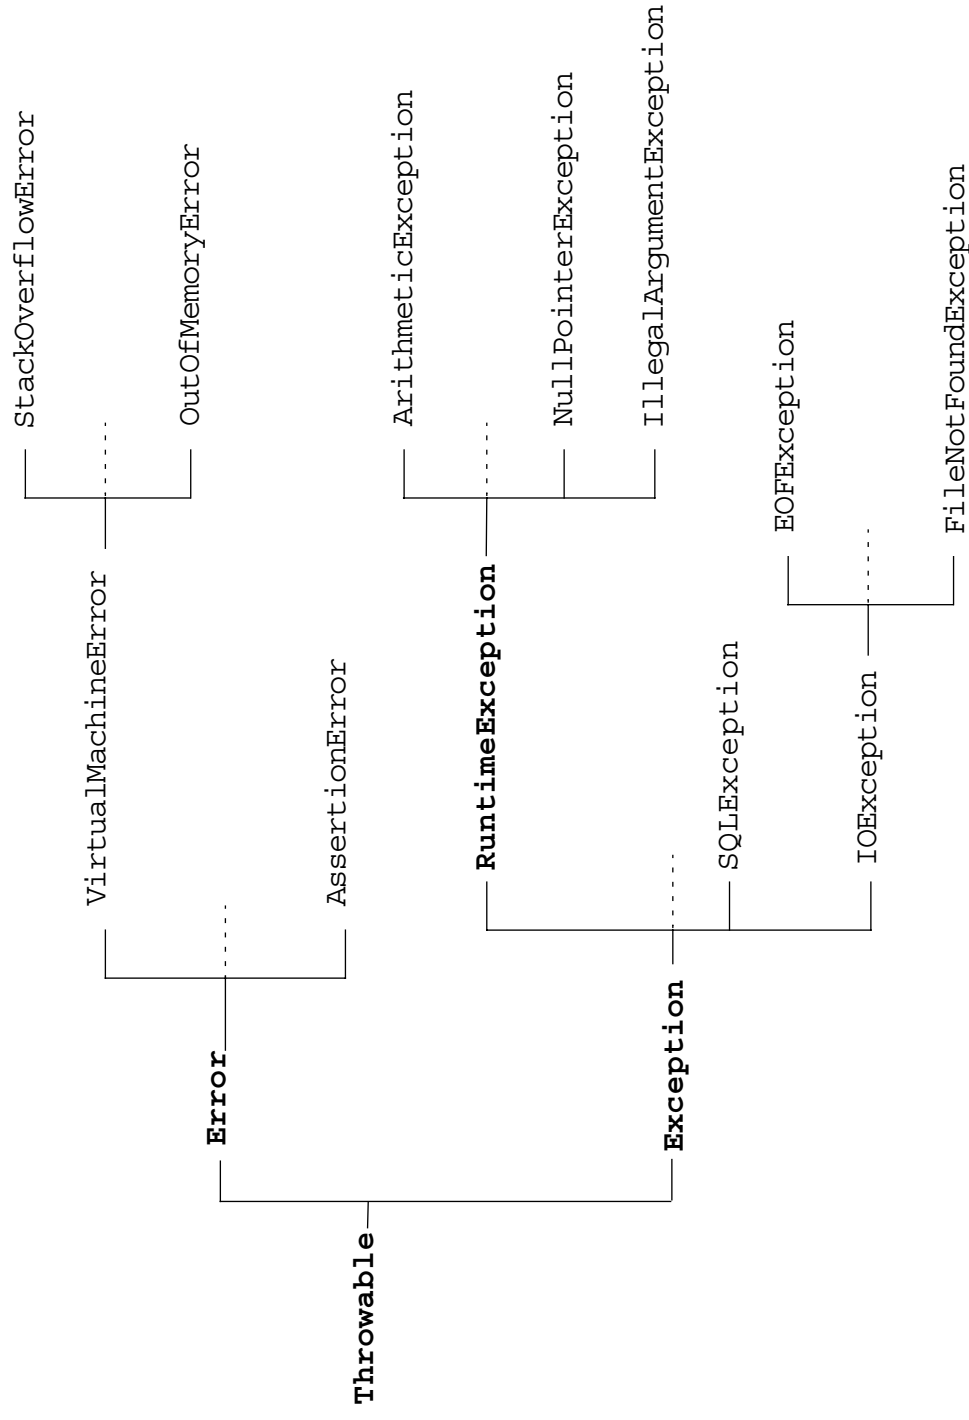 Throwable
Error
VirtualMachineError
StackOverflowError
OutOfMemoryError
AssertionError
Exception
RuntimeException
ArithmeticException
NullPointerException
IllegalArgumentException
SQLException
IOException
EOFException
FileNotFoundException